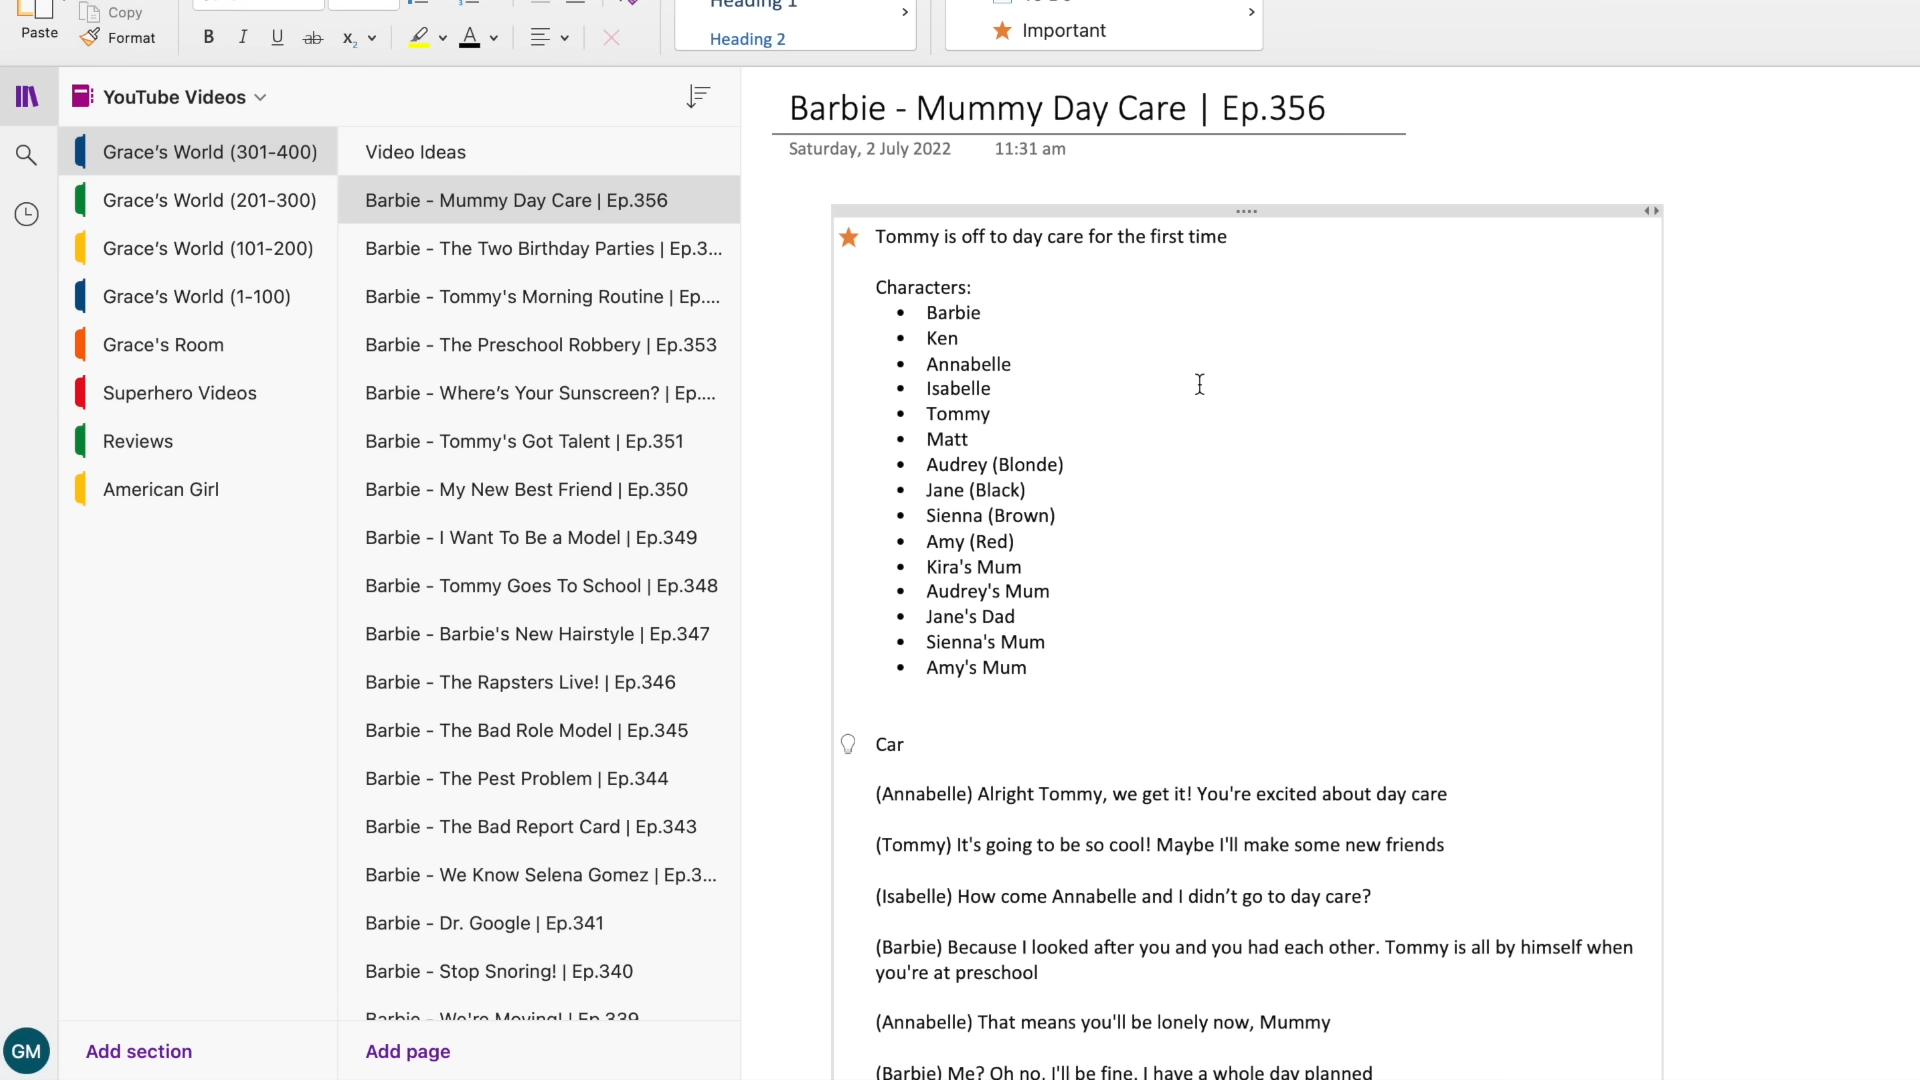 Copy
Heading 1
Paste
Format
B I U ab X₂ A
Heading 2
Important
YouTube Videos
Grace's World (301-400)
Grace's World (201-300)
Grace's World (101-200)
Grace's World (1-100)
Grace's Room
Superhero Videos
Reviews
American Girl
Add section
GM
Video Ideas
Barbie - Mummy Day Care | Ep.356
Barbie - The Two Birthday Parties | Ep.3...
Barbie - Tommy's Morning Routine | Ep....
Barbie - The Preschool Robbery | Ep.353
Barbie - Where's Your Sunscreen? | Ep....
Barbie - Tommy's Got Talent | Ep.351
Barbie - My New Best Friend | Ep.350
Barbie - I Want To Be a Model | Ep.349
Barbie - Tommy Goes To School | Ep.348
Barbie - Barbie's New Hairstyle | Ep.347
Barbie - The Rapsters Live! | Ep.346
Barbie - The Bad Role Model | Ep.345
Barbie - The Pest Problem | Ep.344
Barbie - The Bad Report Card | Ep.343
Barbie - We Know Selena Gomez | Ep.3...
Barbie - Dr. Google | Ep.341
Barbie - Stop Snoring! | Ep.340
Barbie - We're Moving! | Ep.339
Add page
Barbie - Mummy Day Care | Ep.356
Saturday, 2 July 2022 11:31 am
Tommy is off to day care for the first time
Characters:
• Barbie
• Ken
• Annabelle
• Isabelle
• Tommy
• Matt
• Audrey (Blonde)
• Jane (Black)
• Sienna (Brown)
• Amy (Red)
• Kira's Mum
• Audrey's Mum
• Jane's Dad
• Sienna's Mum
• Amy's Mum
Car
(Annabelle) Alright Tommy, we get it! You're excited about day care
(Tommy) It's going to be so cool! Maybe I'll make some new friends
(Isabelle) How come Annabelle and I didn’t go to day care?
(Barbie) Because I looked after you and you had each other. Tommy is all by himself when
you're at preschool
(Annabelle) That means you'll be lonely now, Mummy
(Barbie) Me? Oh no, I'll be fine. I have a whole day planned